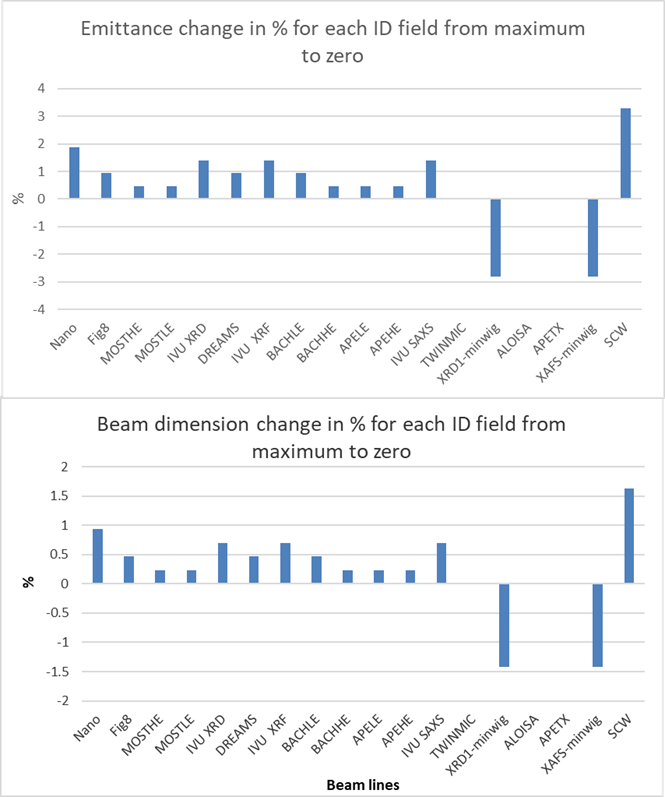 Emittance change in % for each ID field from maximum
to zero
4
3
2
1
0
-1
-2
-3
-4
%
Nano
Fig8
MOSTHE
MOSTLE
IVU XRD
DREAMS
IVU XRF
BACHLE
BACHHE
APELE
APEHE
IVU SAXS
TWINMIC
XRD1-minwig
ALOISA
APETX
XAFS-minwig
SCW
Beam dimension change in % for each ID field from
maximum to zero
2
1.5
1
0.5
0
-0.5
-1
-1.5
-2
%
Nano
Fig8
MOSTHE
MOSTLE
IVU XRD
DREAMS
IVU XRF
BACHLE
BACHHE
APELE
APEHE
IVU SAXS
TWINMIC
XRD1-minwig
ALOISA
APETX
XAFS-minwig
SCW
Beam lines